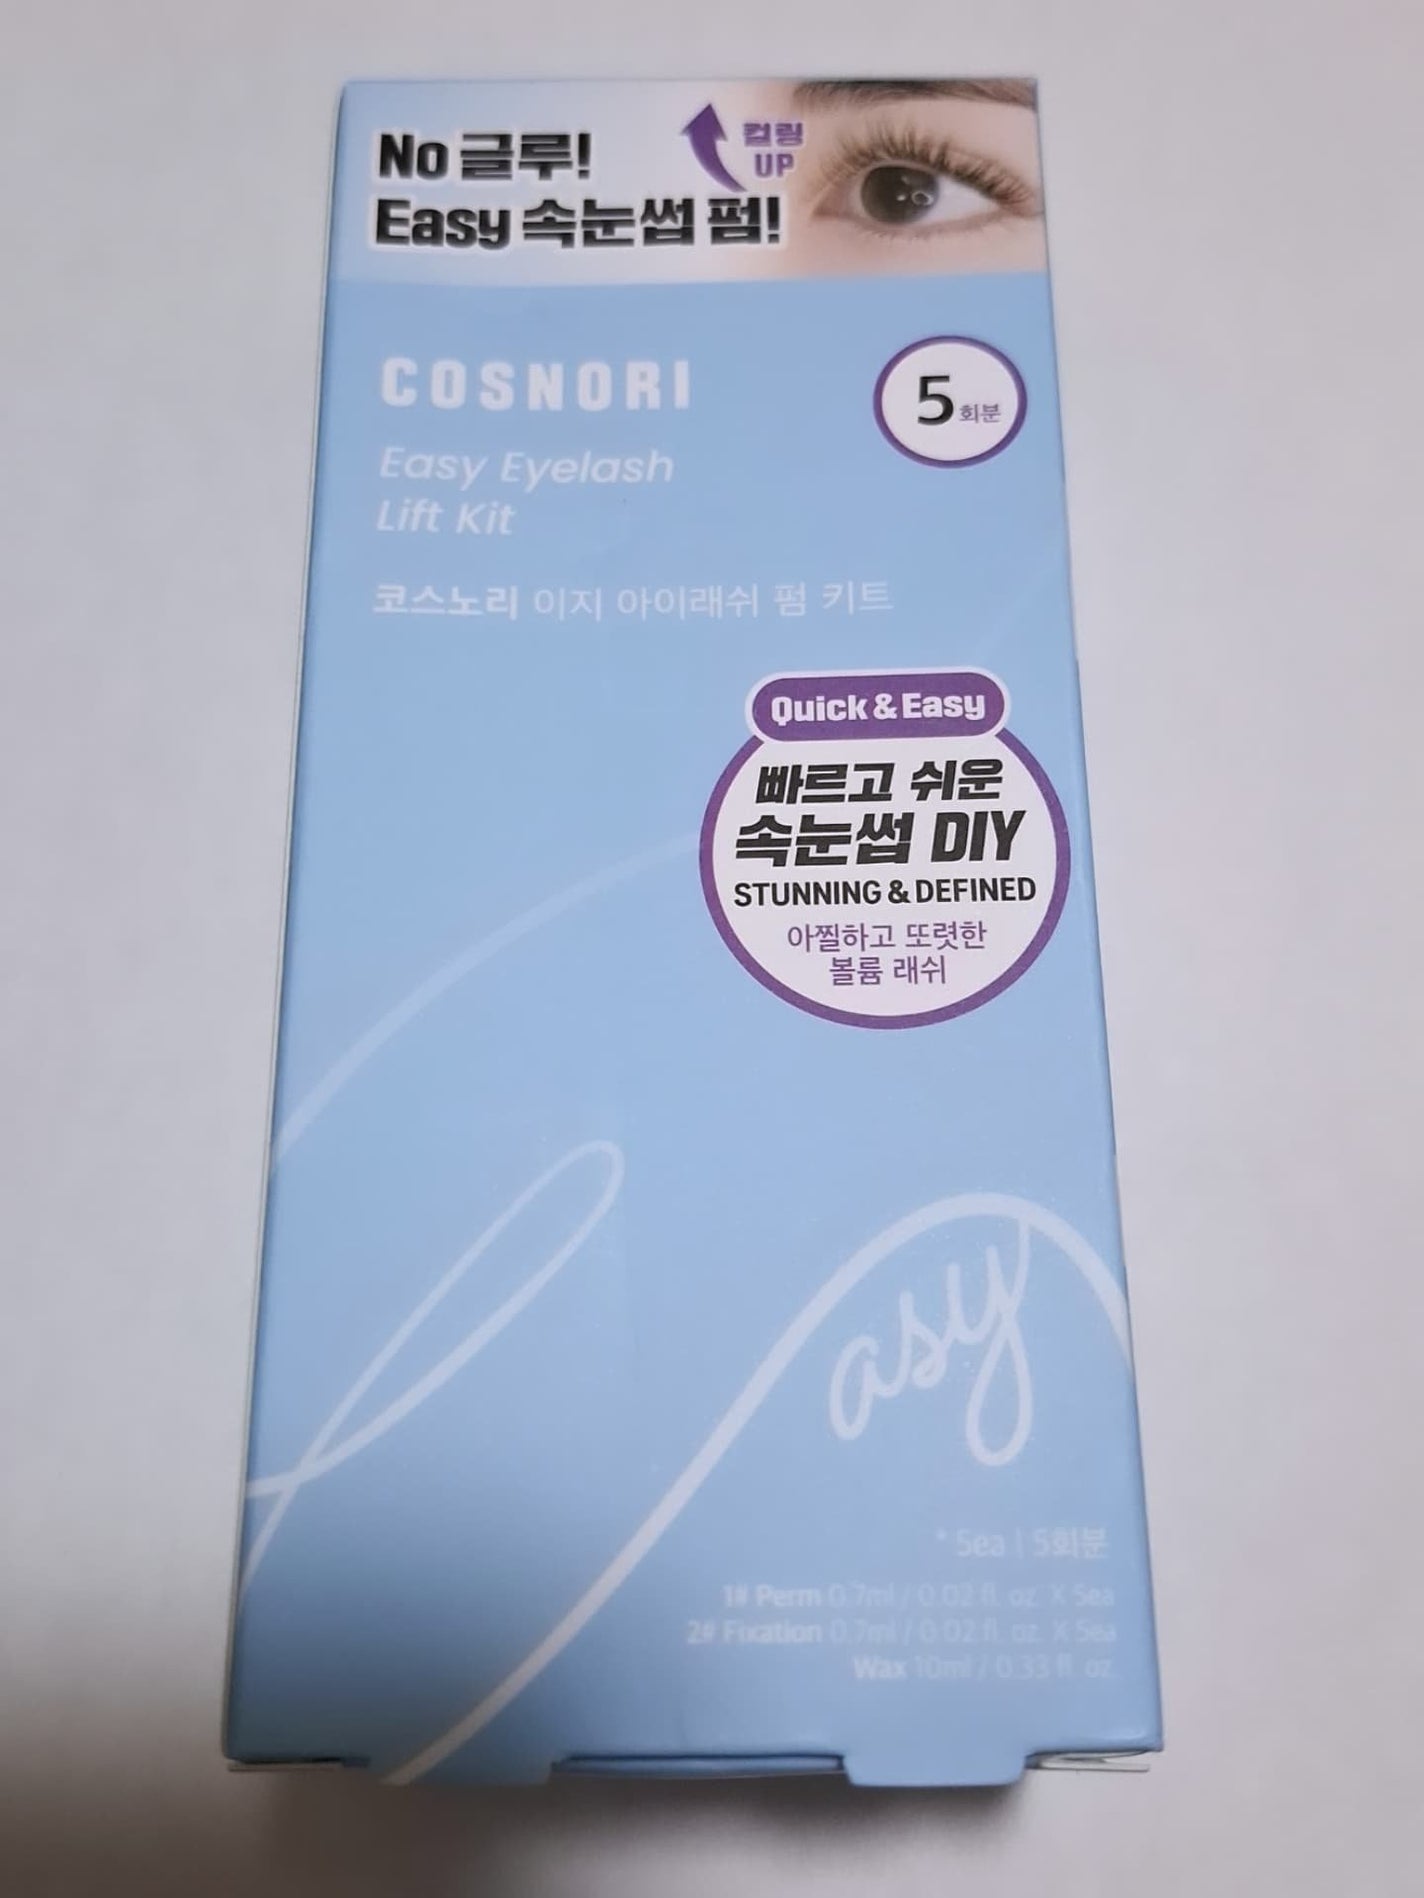 No 글루!
컬링
UP
Easy 속눈썹 펌!
COSNORI
5회분
Easy Eyelash
Lift Kit
코스노리 이지 아이래쉬 펌 키트
Quick & Easy
빠르고 쉬운
속눈썹 DIY
STUNNING & DEFINED
아찔하고 또렷한
볼륨 래쉬
Easy
* 5ea | 5회분
1# Perm 0.7ml / 0.02 fl. oz. X 5ea
2# Fixation 0.7ml / 0.02 fl. oz. X 5ea
Wax 10ml / 0.33 fl. oz.